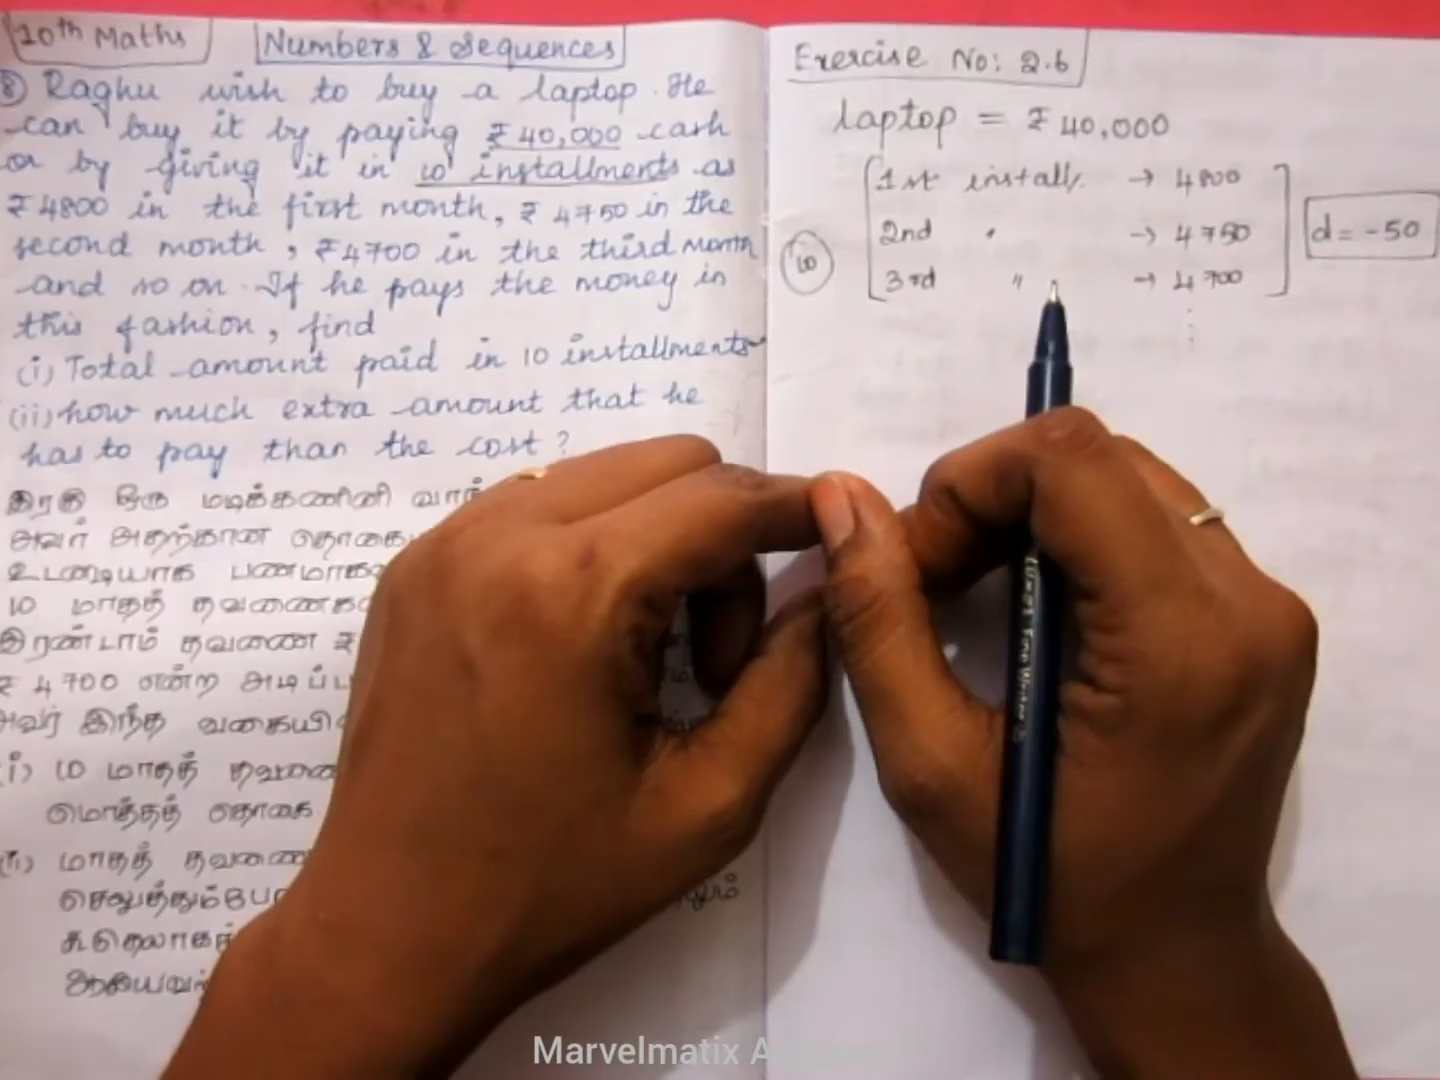 10th Maths
Numbers & Sequences
8) Raghu wish to buy a laptop. He
can buy it by paying ₹40,000 cash
or by giving it in 10 installments as
₹4800 in the first month, ₹4750 in the
second month, ₹4700 in the third month
and so on. If he pays the money in
this fashion, find
(i) Total amount paid in 10 installments
(ii) how much extra amount that he
has to pay than the cost?
இரகு ஒரு மடிக்கணினி
அவர் அதற்கான
உடனடியாக
10 மாதத்
இரண்டாம் தவணை ₹
₹ 4700 என்ற
அவர் இந்த
(i) 10 மாதத்
மொத்தத் தொகை
(ii) மாதத் தவணை
கூடுதலாகச்
Exercise No: 2.6
laptop = ₹40,000
1st install. → 4800
2nd " → 4750
d = -50
10
3rd " → 4700
Marvelmatix A